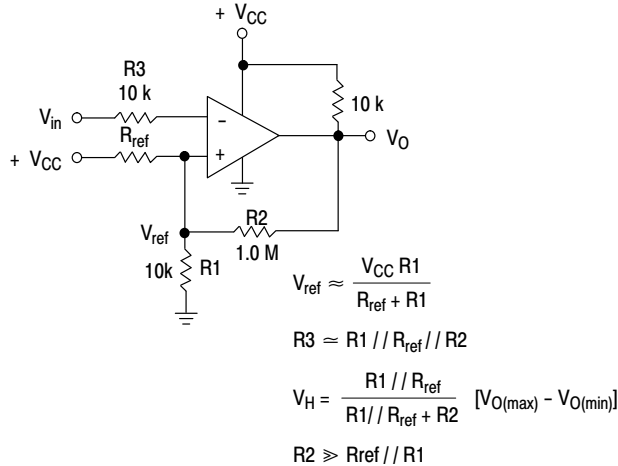 + VCC
R3
10 k
10 k
Vin
–
Rref
+ VCC
+
VO
R2
Vref
1.0 M
10k
R1
Vref ≈ VCC R1 / Rref + R1
R3 ≃ R1 / / Rref / / R2
VH = R1 / / Rref / R1/ / Rref + R2 [VO(max) – VO(min)]
R2 ≫ Rref / / R1